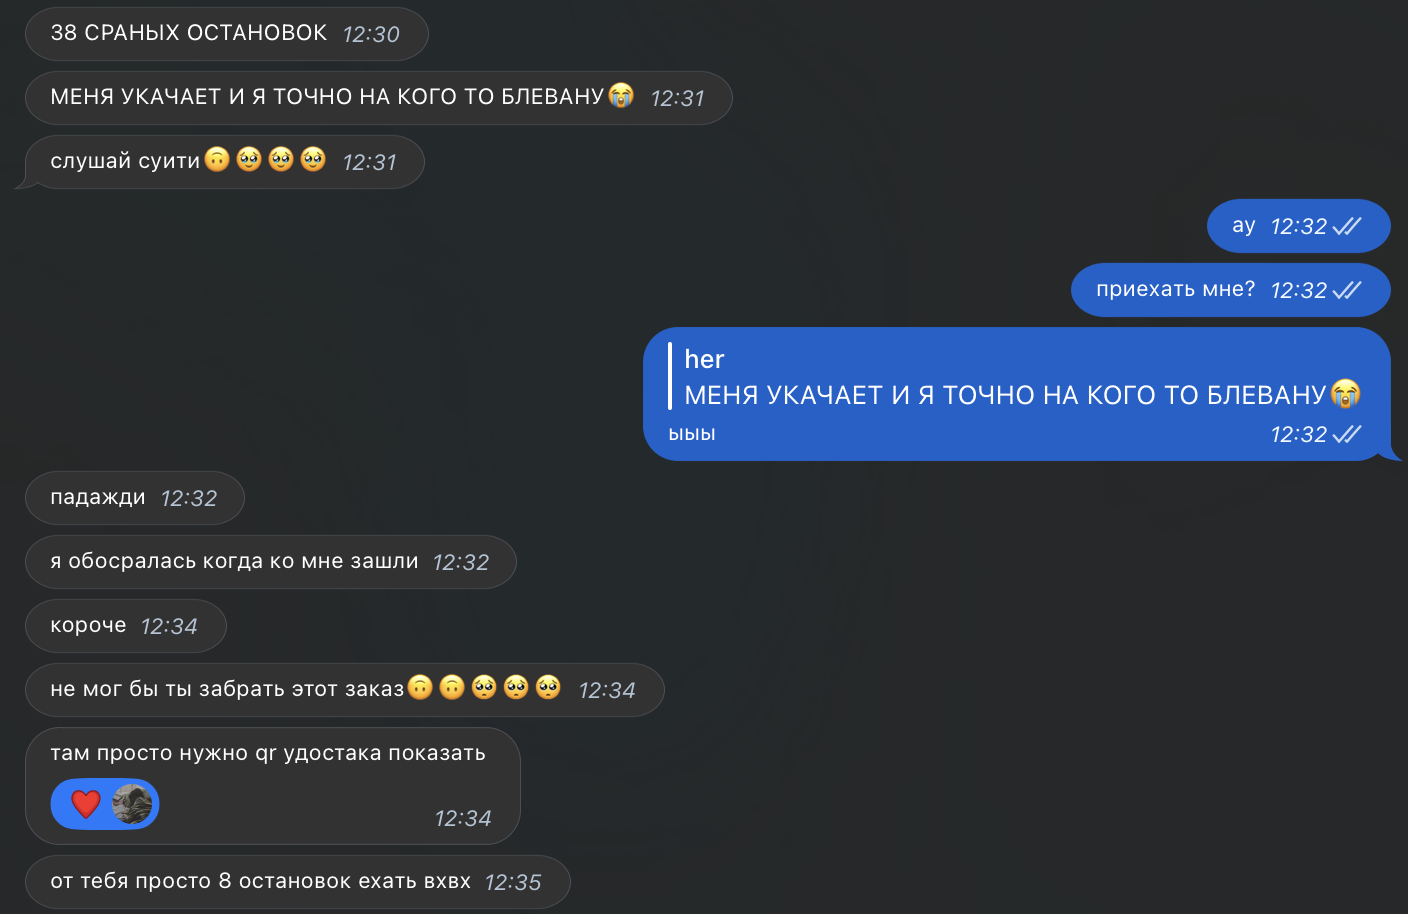 38 СРАНЫХ ОСТАНОВОК 12:30
МЕНЯ УКАЧАЕТ И Я ТОЧНО НА КОГО ТО БЛЕВАНУ😭 12:31
слушай суити🙃🥹🥹🥹 12:31
ау 12:32
приехать мне? 12:32
her
МЕНЯ УКАЧАЕТ И Я ТОЧНО НА КОГО ТО БЛЕВАНУ😭
ыыы 12:32
падажди 12:32
я обосралась когда ко мне зашли 12:32
короче 12:34
не мог бы ты забрать этот заказ🙃🙃🥺🥺🥺 12:34
там просто нужно qr удостака показать
❤️ 12:34
от тебя просто 8 остановок ехать вхвх 12:35